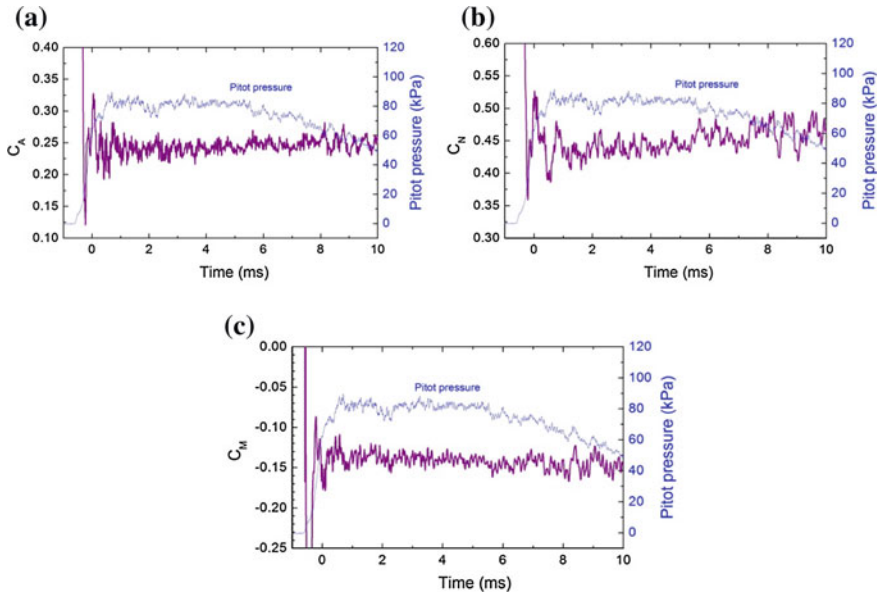 (a)
0.40
0.35
0.30
0.25
0.20
0.15
0.10
C_A
Pitot pressure
120
100
80
60
40
20
0
Pitot pressure (kPa)
0 2 4 6 8 10
Time (ms)
(b)
0.60
0.55
0.50
0.45
0.40
0.35
0.30
C_N
Pitot pressure
120
100
80
60
40
20
0
Pitot pressure (kPa)
0 2 4 6 8 10
Time (ms)
(c)
0.00
-0.05
-0.10
-0.15
-0.20
-0.25
C_M
Pitot pressure
120
100
80
60
40
20
0
Pitot pressure (kPa)
0 2 4 6 8 10
Time (ms)